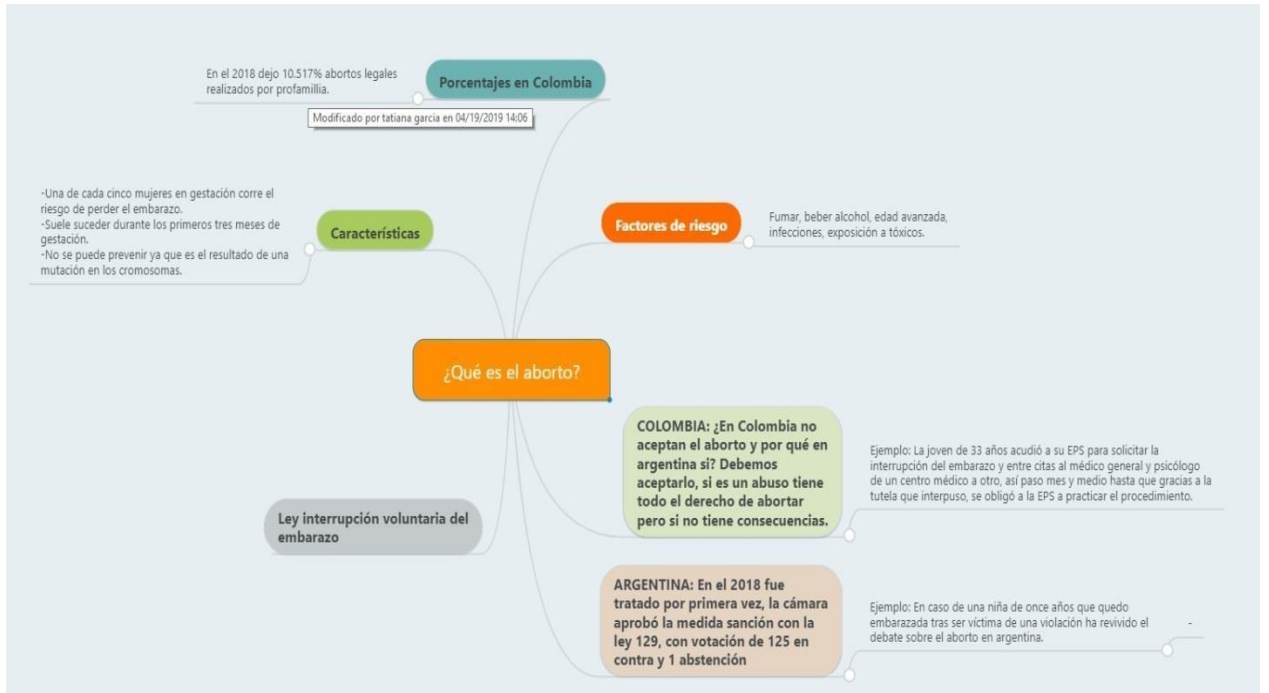 En el 2018 dejo 10.517% abortos legales
realizados por profamillia.
Porcentajes en Colombia
Modificado por tatiana garcia en 04/19/2019 14:06
-Una de cada cinco mujeres en gestación corre el
riesgo de perder el embarazo.
-Suele suceder durante los primeros tres meses de
gestación.
-No se puede prevenir ya que es el resultado de una
mutación en los cromosomas.
Características
Factores de riesgo
Fumar, beber alcohol, edad avanzada,
infecciones, exposición a tóxicos.
¿Qué es el aborto?
COLOMBIA: ¿En Colombia no
aceptan el aborto y por qué en
argentina si? Debemos
aceptarlo, si es un abuso tiene
todo el derecho de abortar
pero si no tiene consecuencias.
Ejemplo: La joven de 33 años acudió a su EPS para solicitar la
interrupción del embarazo y entre citas al médico general y psicólogo
de un centro médico a otro, así paso mes y medio hasta que gracias a la
tutela que interpuso, se obligó a la EPS a practicar el procedimiento.
Ley interrupción voluntaria del
embarazo
ARGENTINA: En el 2018 fue
tratado por primera vez, la cámara
aprobó la medida sanción con la
ley 129, con votación de 125 en
contra y 1 abstención
Ejemplo: En caso de una niña de once años que quedo
embarazada tras ser víctima de una violación ha revivido el
debate sobre el aborto en argentina.
-